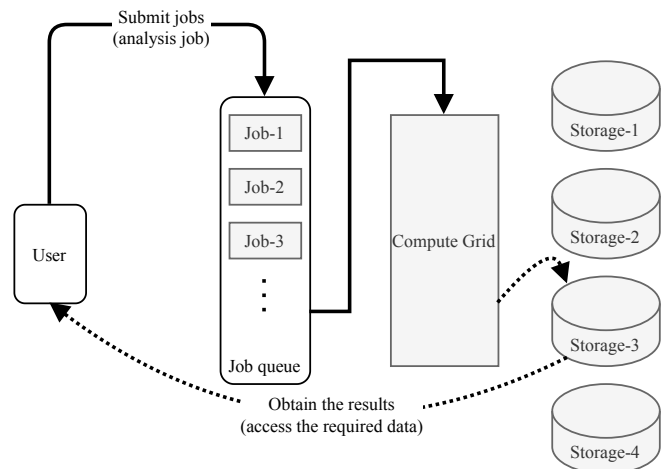 Submit jobs
(analysis job)
Job-1
Job-2
Job-3
Job queue
User
Compute Grid
Storage-1
Storage-2
Storage-3
Storage-4
Obtain the results
(access the required data)